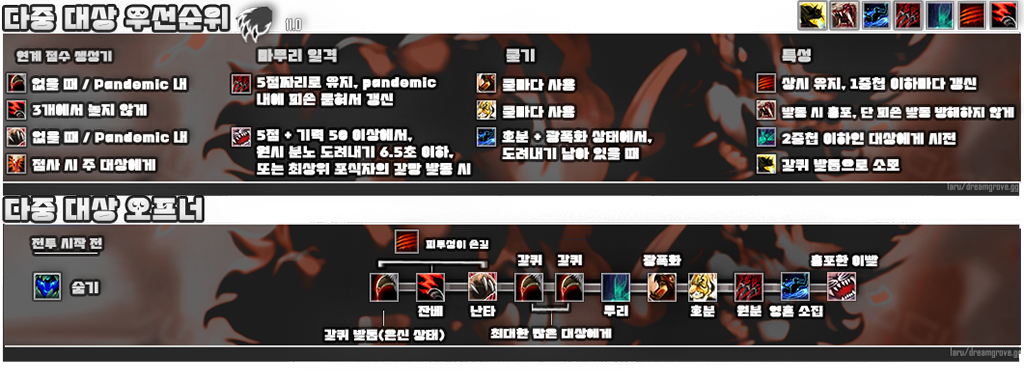 다중 대상 우선순위 11.0
연계 점수 생성기
없을 때 / Pandemic 내
3개에서 놓지 않게
없을 때 / Pandemic 내
점사 시 주 대상에게
마무리 일격
5점짜리로 유지, pandemic
내에 피손 묻혀서 갱신
5점 + 기력 50 이상에서,
원시 분노 도려내기 6.5초 이하,
또는 최상위 포식자의 갈망 발동 시
쿨기
쿨마다 사용
쿨마다 사용
호분 + 광폭화 상태에서,
도려내기 남아 있을 때
특성
상시 유지, 1중첩 이하마다 갱신
발동 시 흉포, 단 피손 발동 방해하지 않게
2중첩 이하인 대상에게 시전
갈퀴 발톱으로 소모
laru/dreamgrove.gg
다중 대상 오프너
전투 시작 전
숨기
피투성이 손길
갈퀴 발톱(은신 상태)
잔베
난타
갈퀴 갈퀴
최대한 많은 대상에게
무리
광폭화
호분
원분
영혼 소집
흉포한 이빨
laru/dreamgrove.gg